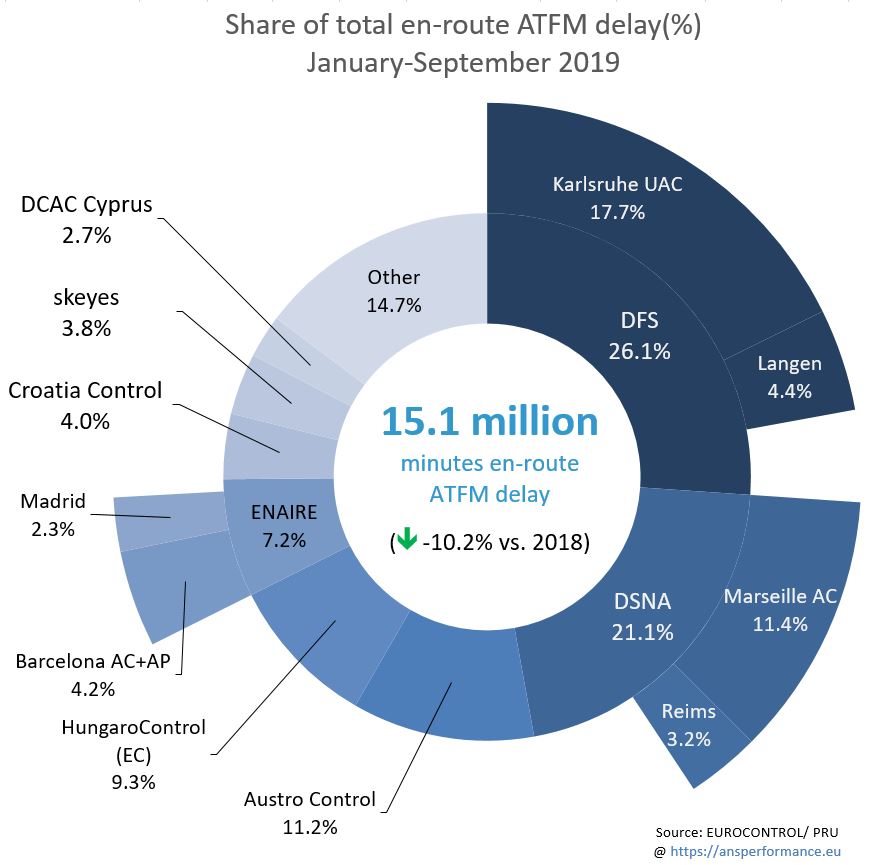 Share of total en-route ATFM delay(%)
January-September 2019
Karlsruhe UAC
17.7%
DCAC Cyprus
2.7%
Other
14.7%
skeyes
3.8%
DFS
26.1%
Langen
4.4%
Croatia Control
4.0%
15.1 million
minutes en-route
ATFM delay
(-10.2% vs. 2018)
Madrid
2.3%
ENAIRE
7.2%
DSNA
21.1%
Marseille AC
11.4%
Barcelona AC+AP
4.2%
Reims
3.2%
HungaroControl
(EC)
9.3%
Austro Control
11.2%
Source: EUROCONTROL/ PRU
@ https://ansperformance.eu